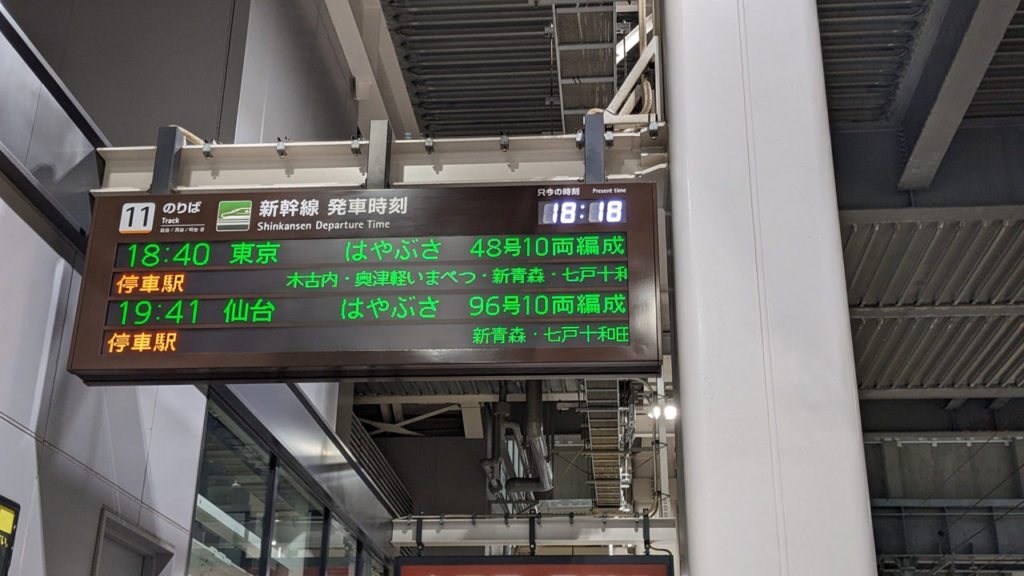 11 のりば
Track
新幹線 発車時刻
Shinkansen Departure Time
只今の時刻 Present time
18:18
18:40 東京 はやぶさ 48号10両編成
停車駅 木古内・奥津軽いまべつ・新青森・七戸十和
19:41 仙台 はやぶさ 96号10両編成
停車駅 新青森・七戸十和田